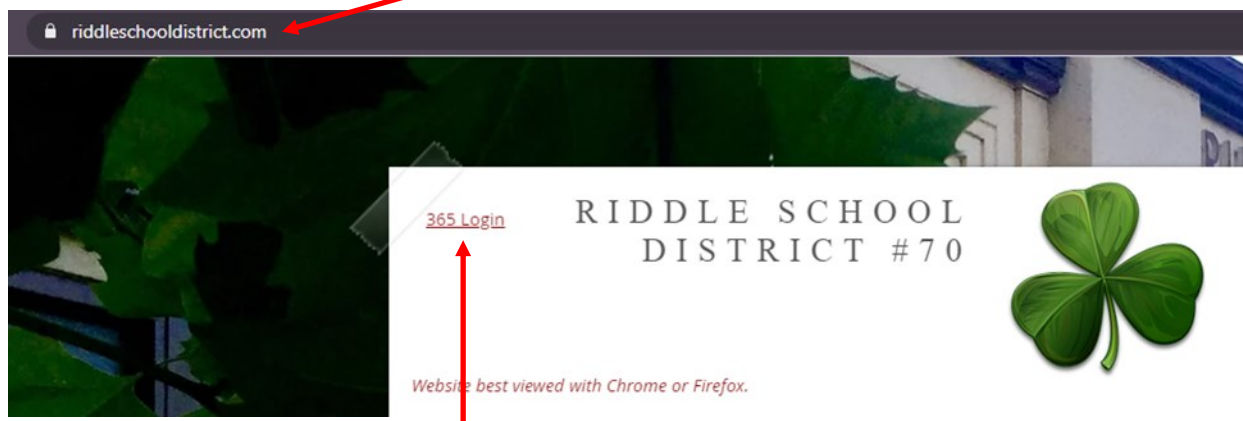 riddleschooldistrict.com
365 Login
RIDDLE SCHOOL
DISTRICT #70
Website best viewed with Chrome or Firefox.